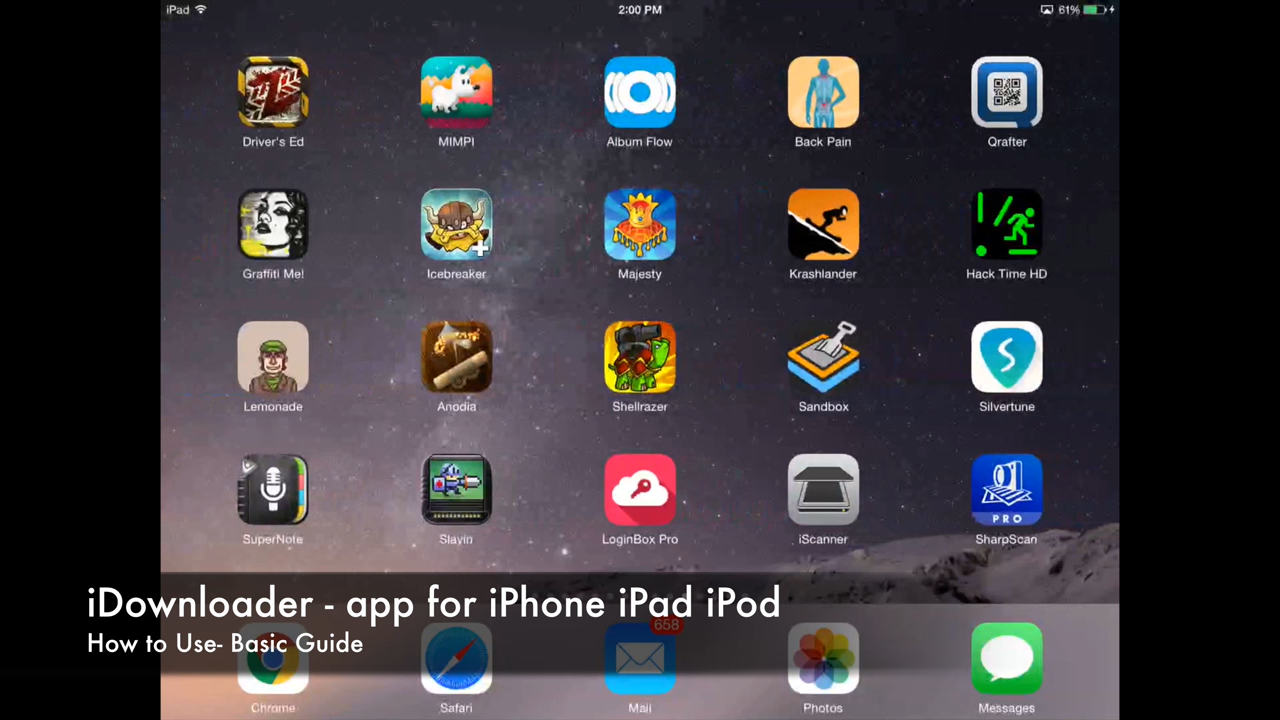 iPad
2:00 PM
61%
Driver's Ed
MIMPI
Album Flow
Back Pain
Qrafter
Graffiti Me!
Icebreaker
Majesty
Krashlander
Hack Time HD
Lemonade
Anodia
Shellrazer
Sandbox
Silvertune
PRO
SuperNote
Slayin
LoginBox Pro
iScanner
SharpScan
iDownloader - app for iPhone iPad iPod
658
How to Use- Basic Guide
Chrome
Safari
Mail
Photos
Messages